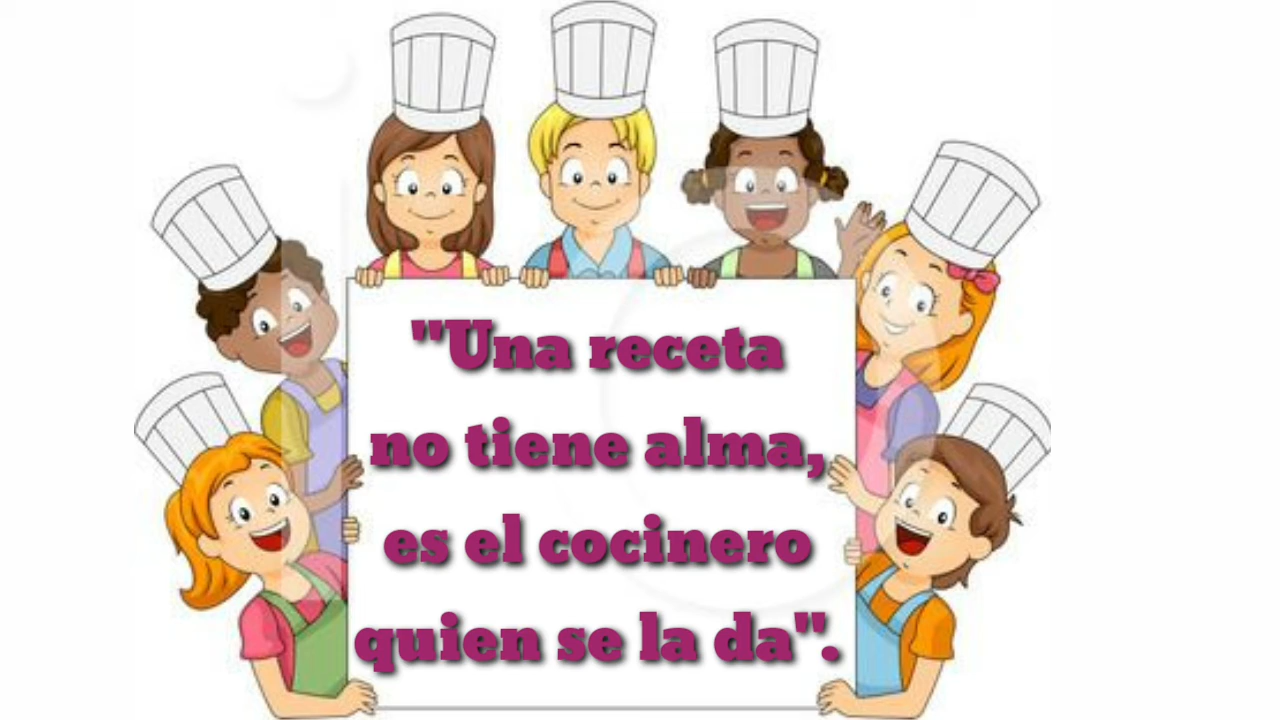 "Una receta
no tiene alma,
es el cocinero
quien se la da".